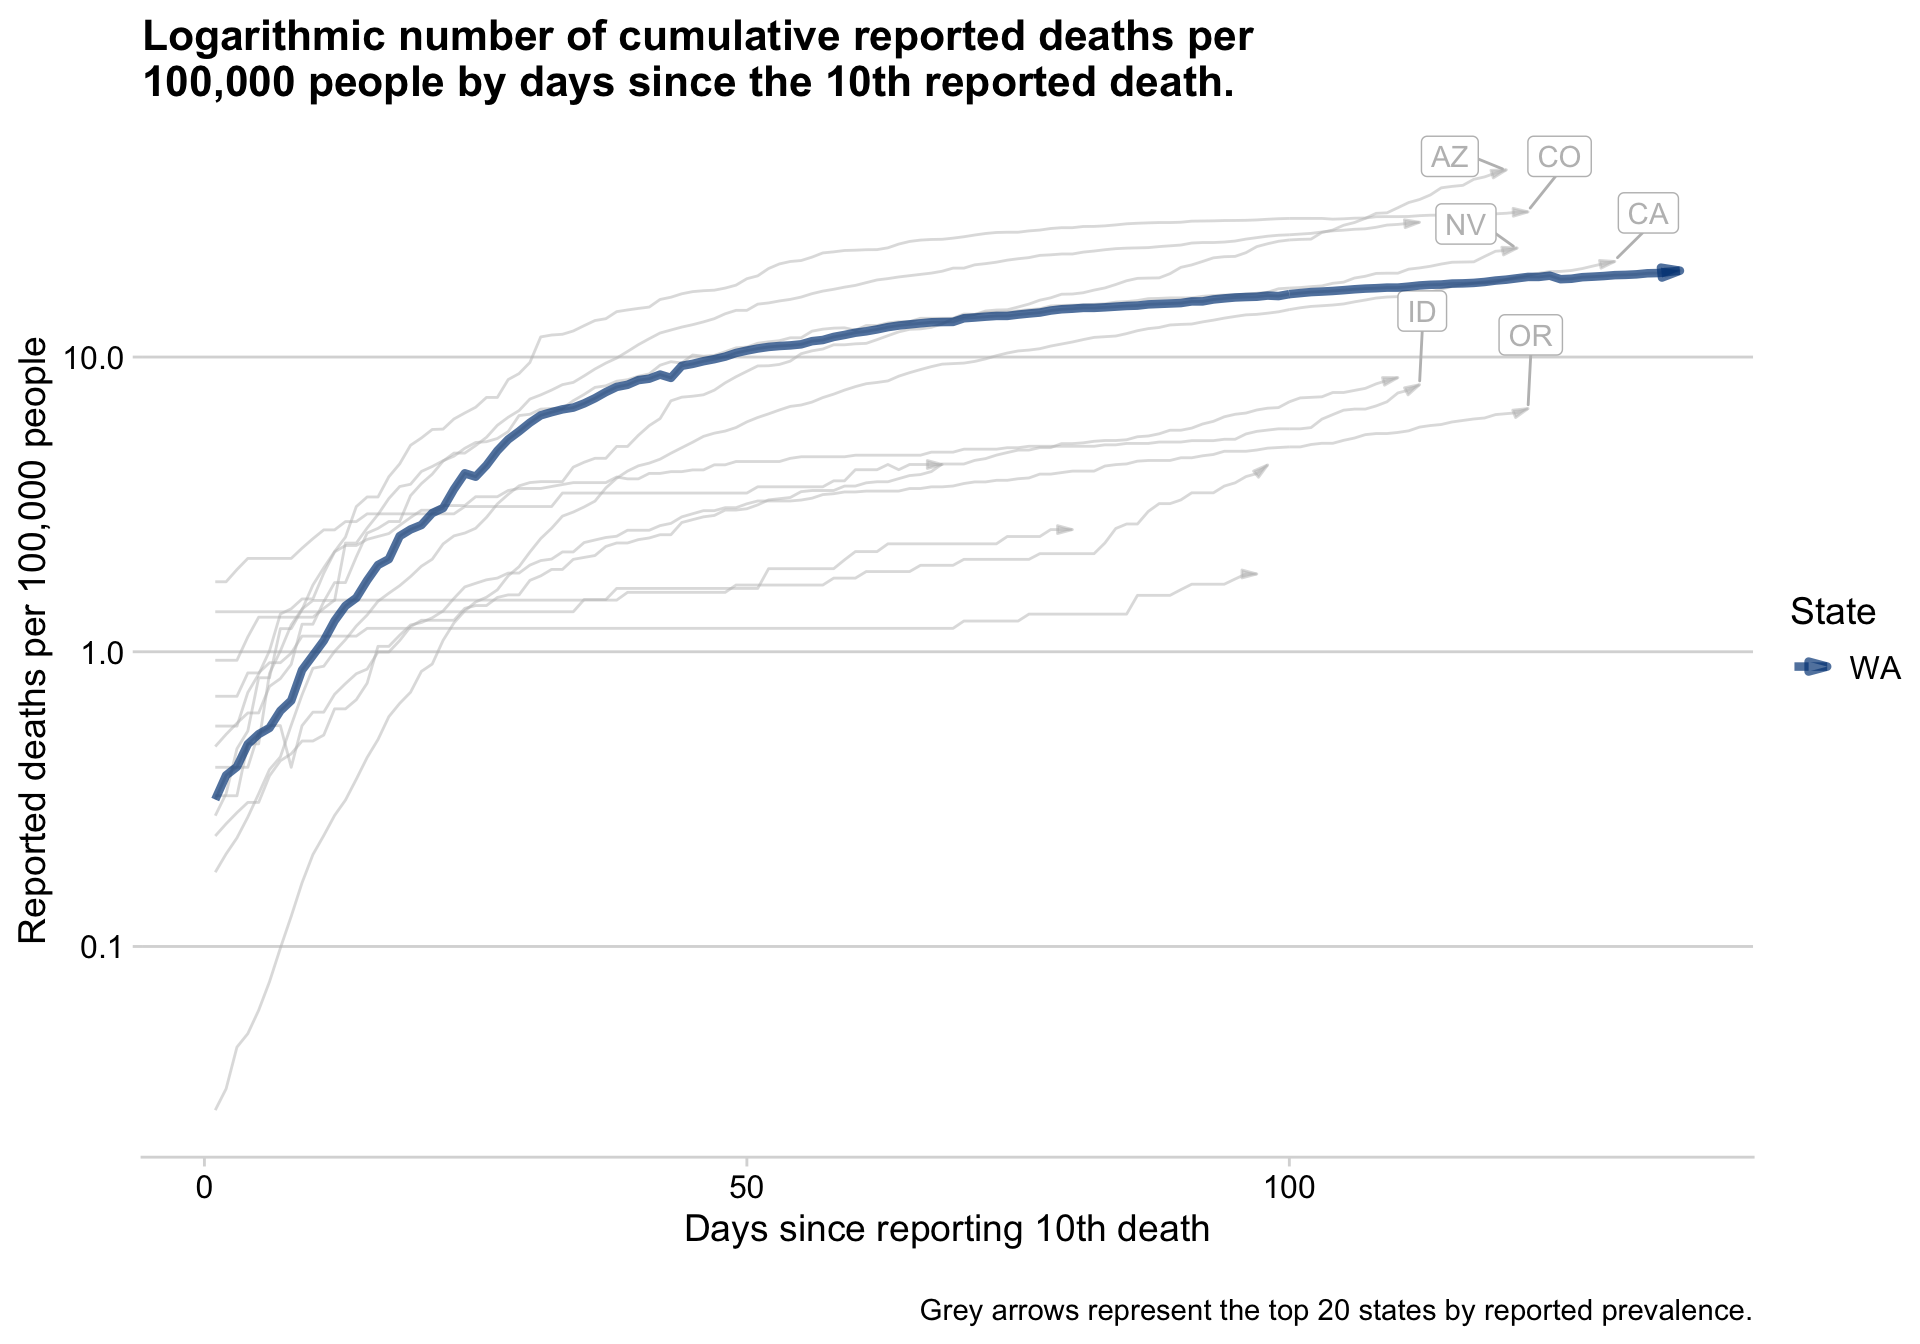 Logarithmic number of cumulative reported deaths per
100,000 people by days since the 10th reported death.
AZ
CO
CA
NV
ID
OR
Reported deaths per 100,000 people
10.0
1.0
0.1
0
50
100
Days since reporting 10th death
State
WA
Grey arrows represent the top 20 states by reported prevalence.